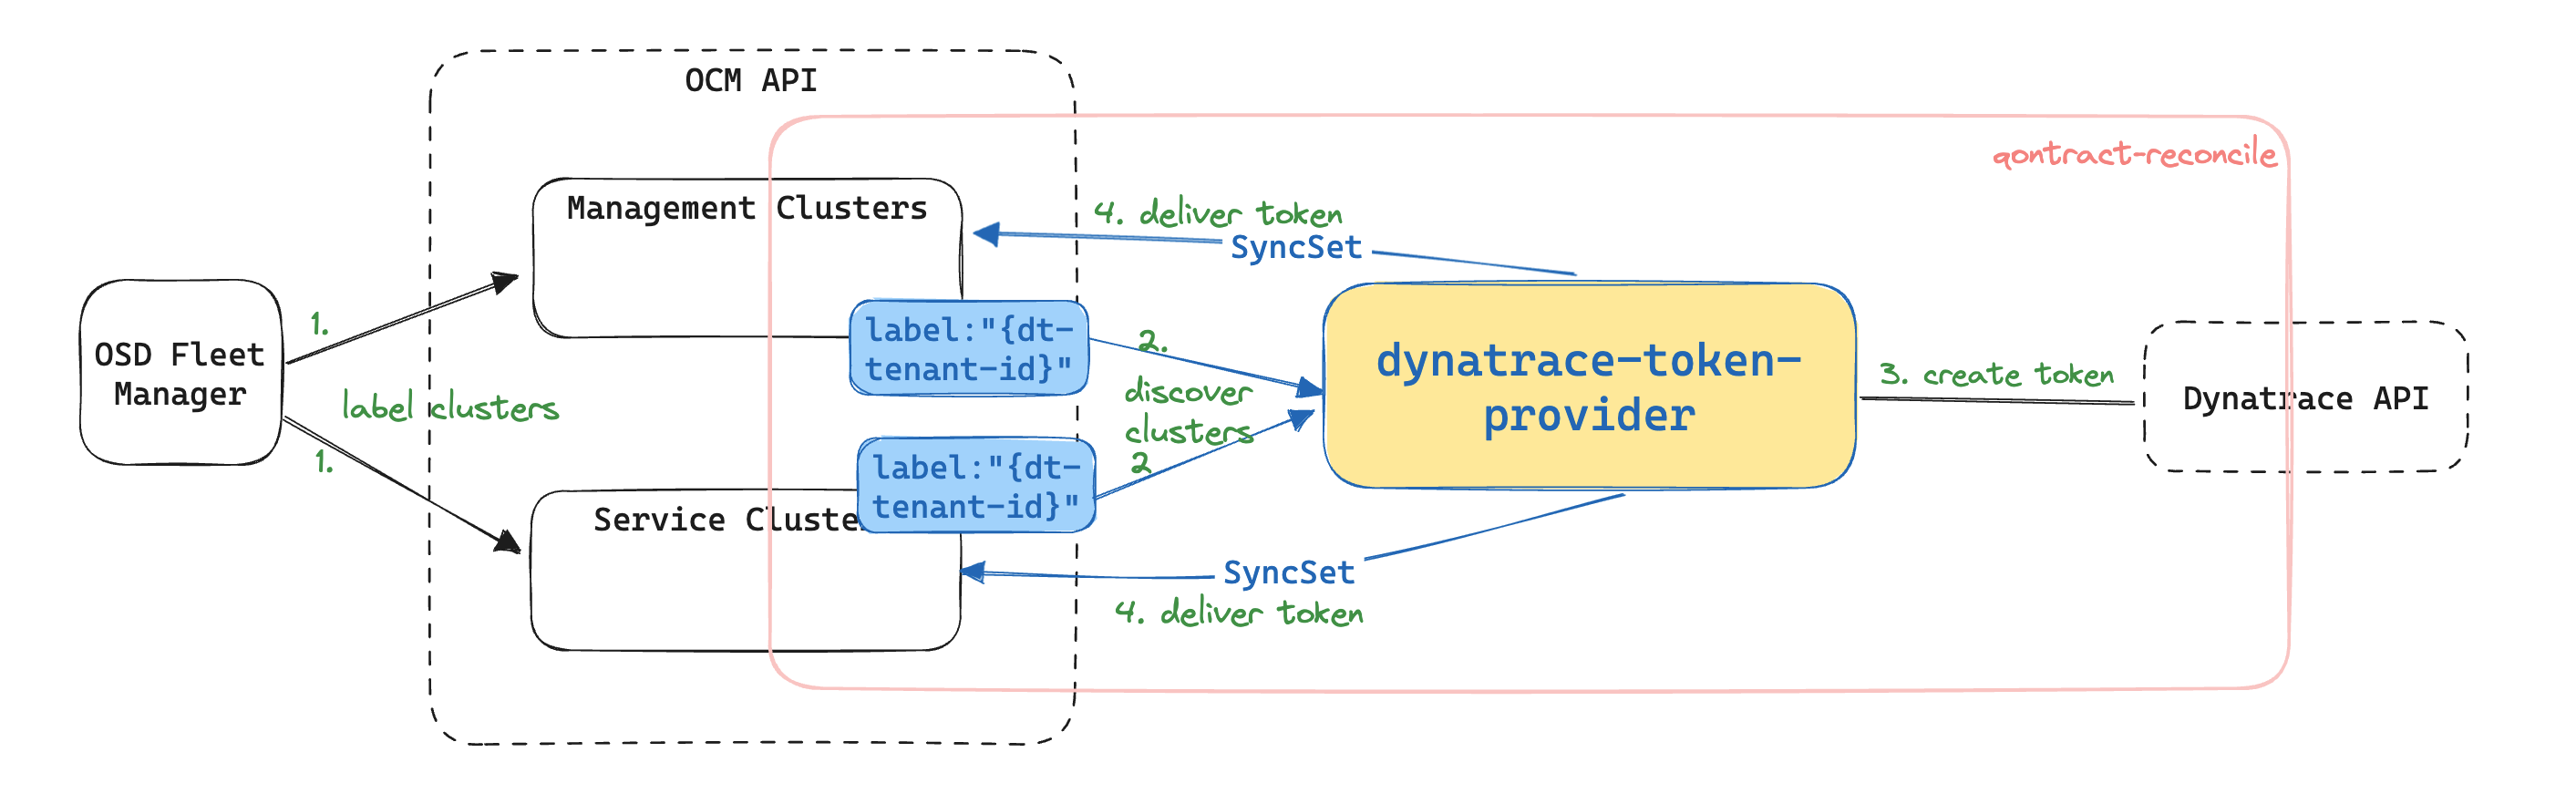 OCM API
qontract-reconcile
Management Clusters
4. deliver token
SyncSet
OSD Fleet
Manager
1.
label clusters
1.
label:"{dt-
tenant-id}"
2.
discover
clusters
2
label:"{dt-
tenant-id}"
Service Cluste
dynatrace-token-
provider
3. create token
Dynatrace API
SyncSet
4. deliver token